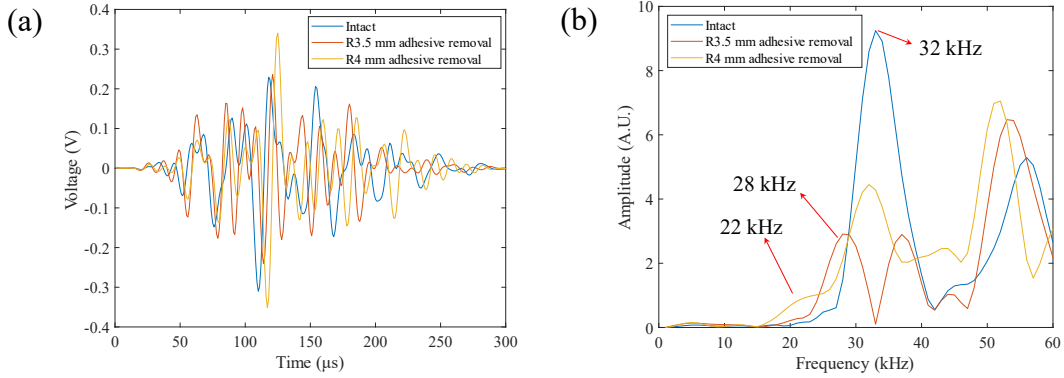 (a)
Intact
R3.5 mm adhesive removal
R4 mm adhesive removal
0.4
0.3
0.2
0.1
0
-0.1
-0.2
-0.3
-0.4
Voltage (V)
0 50 100 150 200 250 300
Time (μs)
(b)
Intact
R3.5 mm adhesive removal
R4 mm adhesive removal
32 kHz
28 kHz
22 kHz
10
8
6
4
2
0
Amplitude (A.U.)
10 20 30 40 50 60
Frequency (kHz)